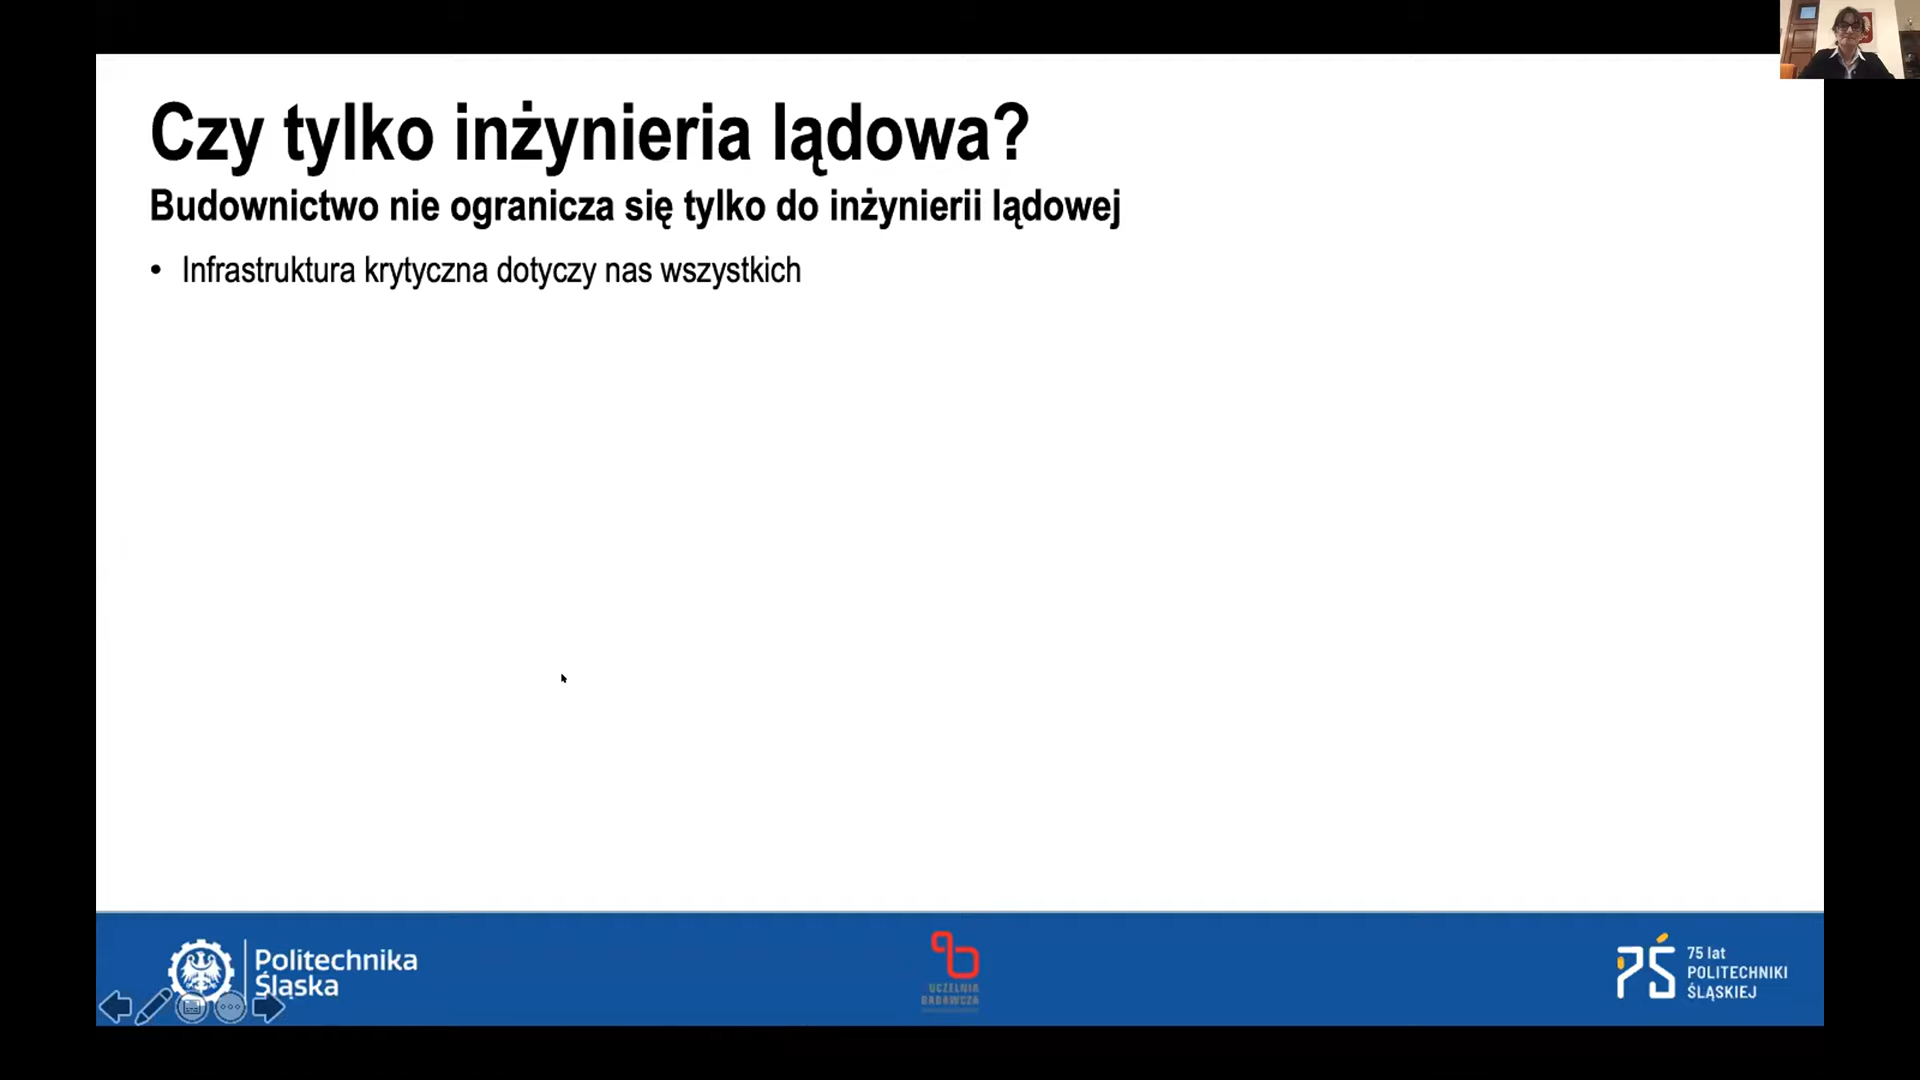 Czy tylko inżynieria lądowa?
Budownictwo nie ogranicza się tylko do inżynierii lądowej
• Infrastruktura krytyczna dotyczy nas wszystkich
Politechnika
Śląska
UCZELNIA
BADAWCZA
75 lat
POLITECHNIKI
ŚLĄSKIEJ